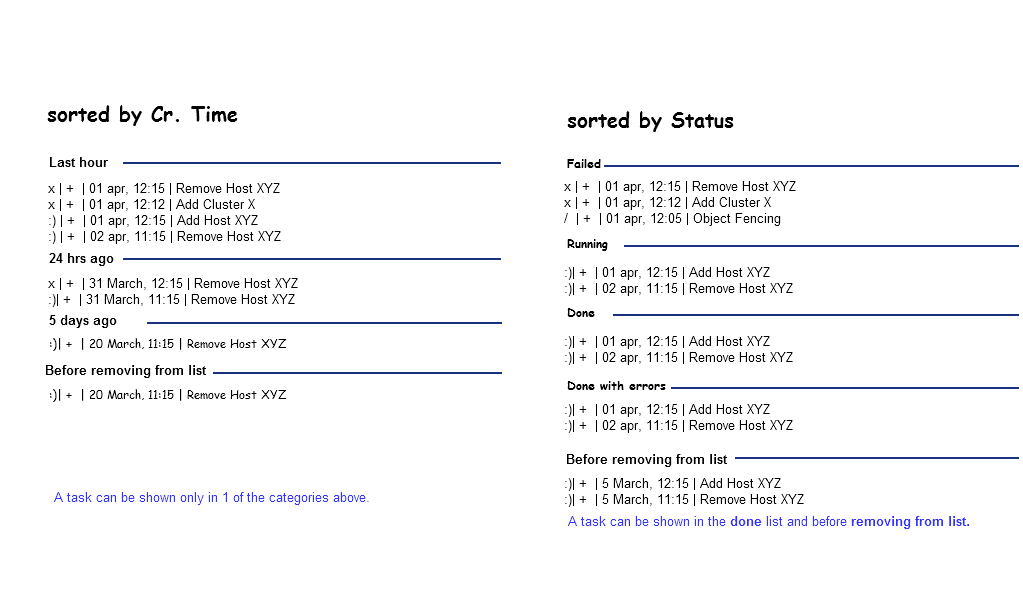 sorted by Cr. Time
Last hour
x | + | 01 apr, 12:15 | Remove Host XYZ
x | + | 01 apr, 12:12 | Add Cluster X
:) | + | 01 apr, 12:15 | Add Host XYZ
:) | + | 02 apr, 11:15 | Remove Host XYZ
24 hrs ago
x | + | 31 March, 12:15 | Remove Host XYZ
:)| + | 31 March, 11:15 | Remove Host XYZ
5 days ago
:)| + | 20 March, 11:15 | Remove Host XYZ
Before removing from list
:)| + | 20 March, 11:15 | Remove Host XYZ
A task can be shown only in 1 of the categories above.
sorted by Status
Failed
x | + | 01 apr, 12:15 | Remove Host XYZ
x | + | 01 apr, 12:12 | Add Cluster X
/ | + | 01 apr, 12:05 | Object Fencing
Running
:)| + | 01 apr, 12:15 | Add Host XYZ
:)| + | 02 apr, 11:15 | Remove Host XYZ
Done
:)| + | 01 apr, 12:15 | Add Host XYZ
:)| + | 02 apr, 11:15 | Remove Host XYZ
Done with errors
:)| + | 01 apr, 12:15 | Add Host XYZ
:)| + | 02 apr, 11:15 | Remove Host XYZ
Before removing from list
:)| + | 5 March, 12:15 | Add Host XYZ
:)| + | 5 March, 11:15 | Remove Host XYZ
A task can be shown in the done list and before removing from list.